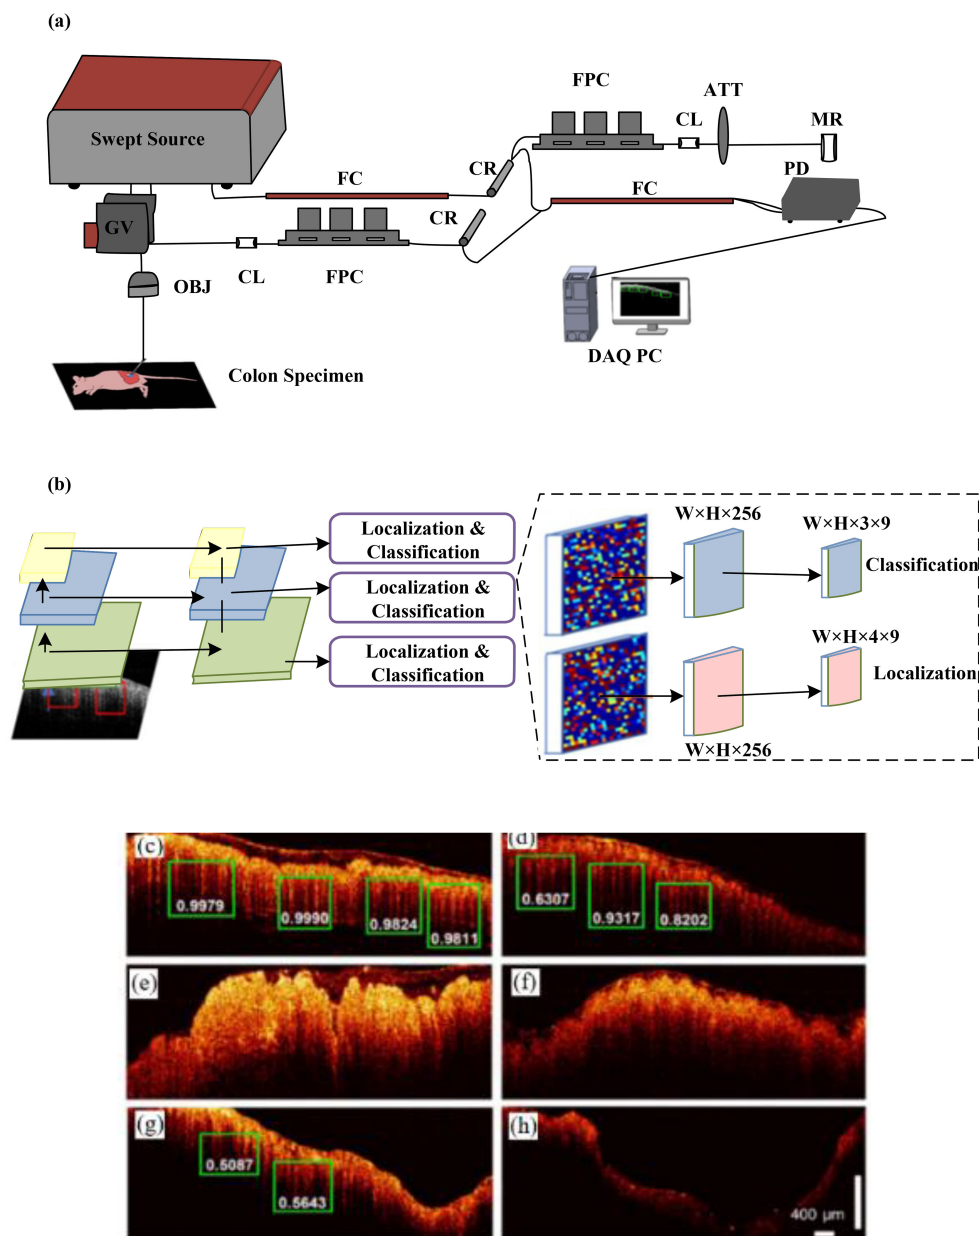 (a)
FPC
ATT
CL
MR
Swept Source
CR
PD
FC
FC
GV
CR
CL
FPC
OBJ
DAQ PC
Colon Specimen
(b)
W×H×256
W×H×3×9
Localization &
Classification
Classification
Localization &
Classification
W×H×4×9
Localization &
Classification
Localization
W×H×256
(c)
0.9979
0.9990
0.9824
0.9811
(d)
0.6307
0.9317
0.8202
(e)
(f)
(g)
0.5087
0.5643
(h)
400 μm